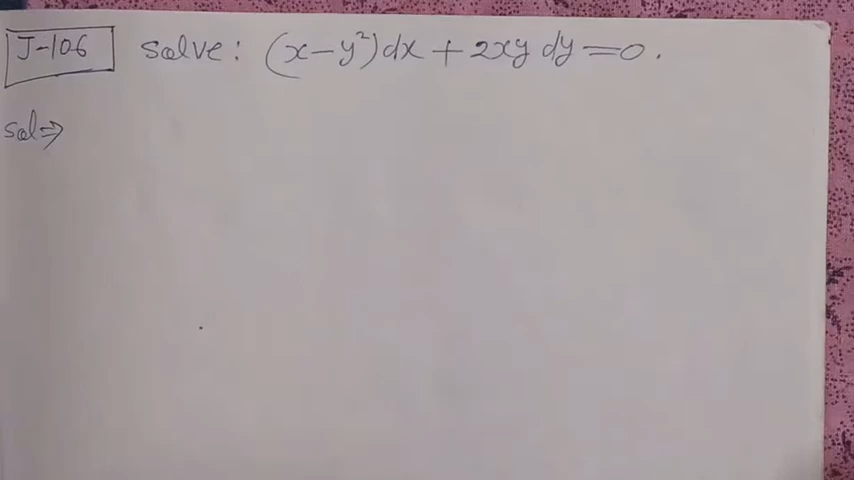 J-106 solve: (x-y²)dx + 2xy dy = 0.
sol⇒